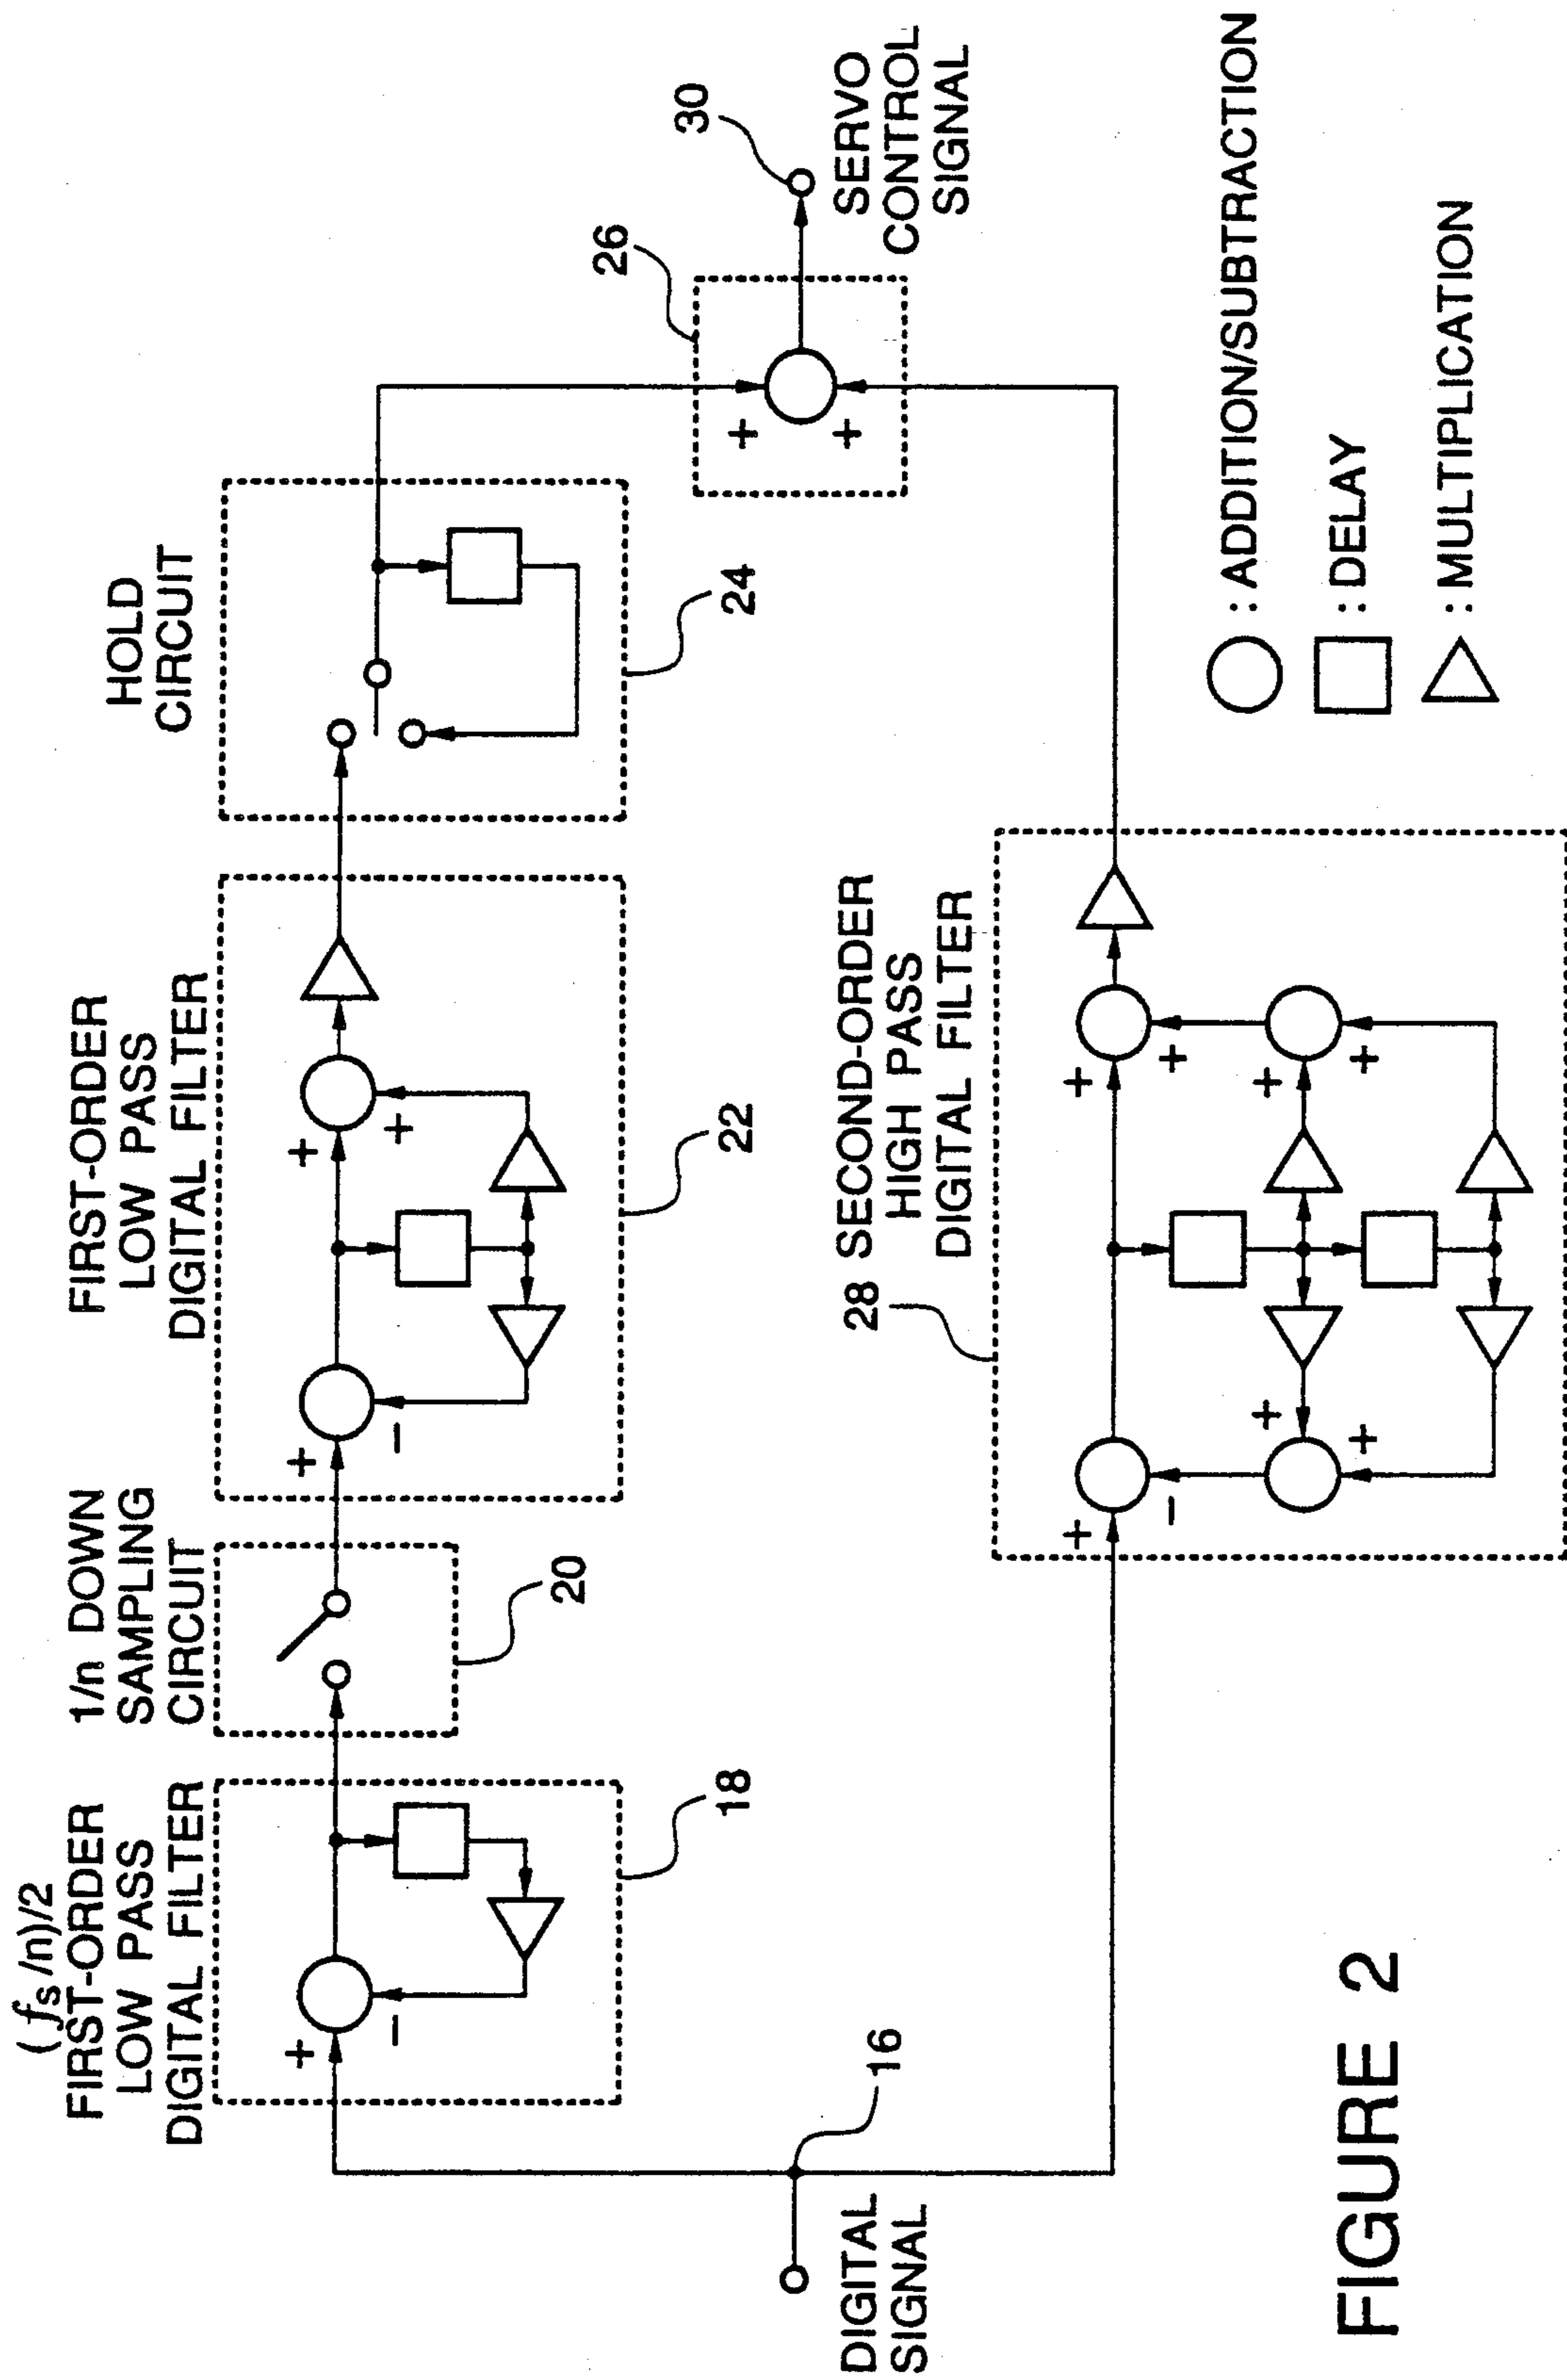 (fs/n)/2
FIRST-ORDER
LOW PASS
DIGITAL FILTER
1/n DOWN
SAMPLING
CIRCUIT
FIRST-ORDER
LOW PASS
DIGITAL FILTER
HOLD
CIRCUIT
+
−
18
20
+
−
+
+
22
24
26
+
+
30
SERVO
CONTROL
SIGNAL
DIGITAL
SIGNAL
16
28 SECOND-ORDER
HIGH PASS
DIGITAL FILTER
+
−
+
+
+
+
+
+
: ADDITION/SUBTRACTION
: DELAY
: MULTIPLICATION
FIGURE 2